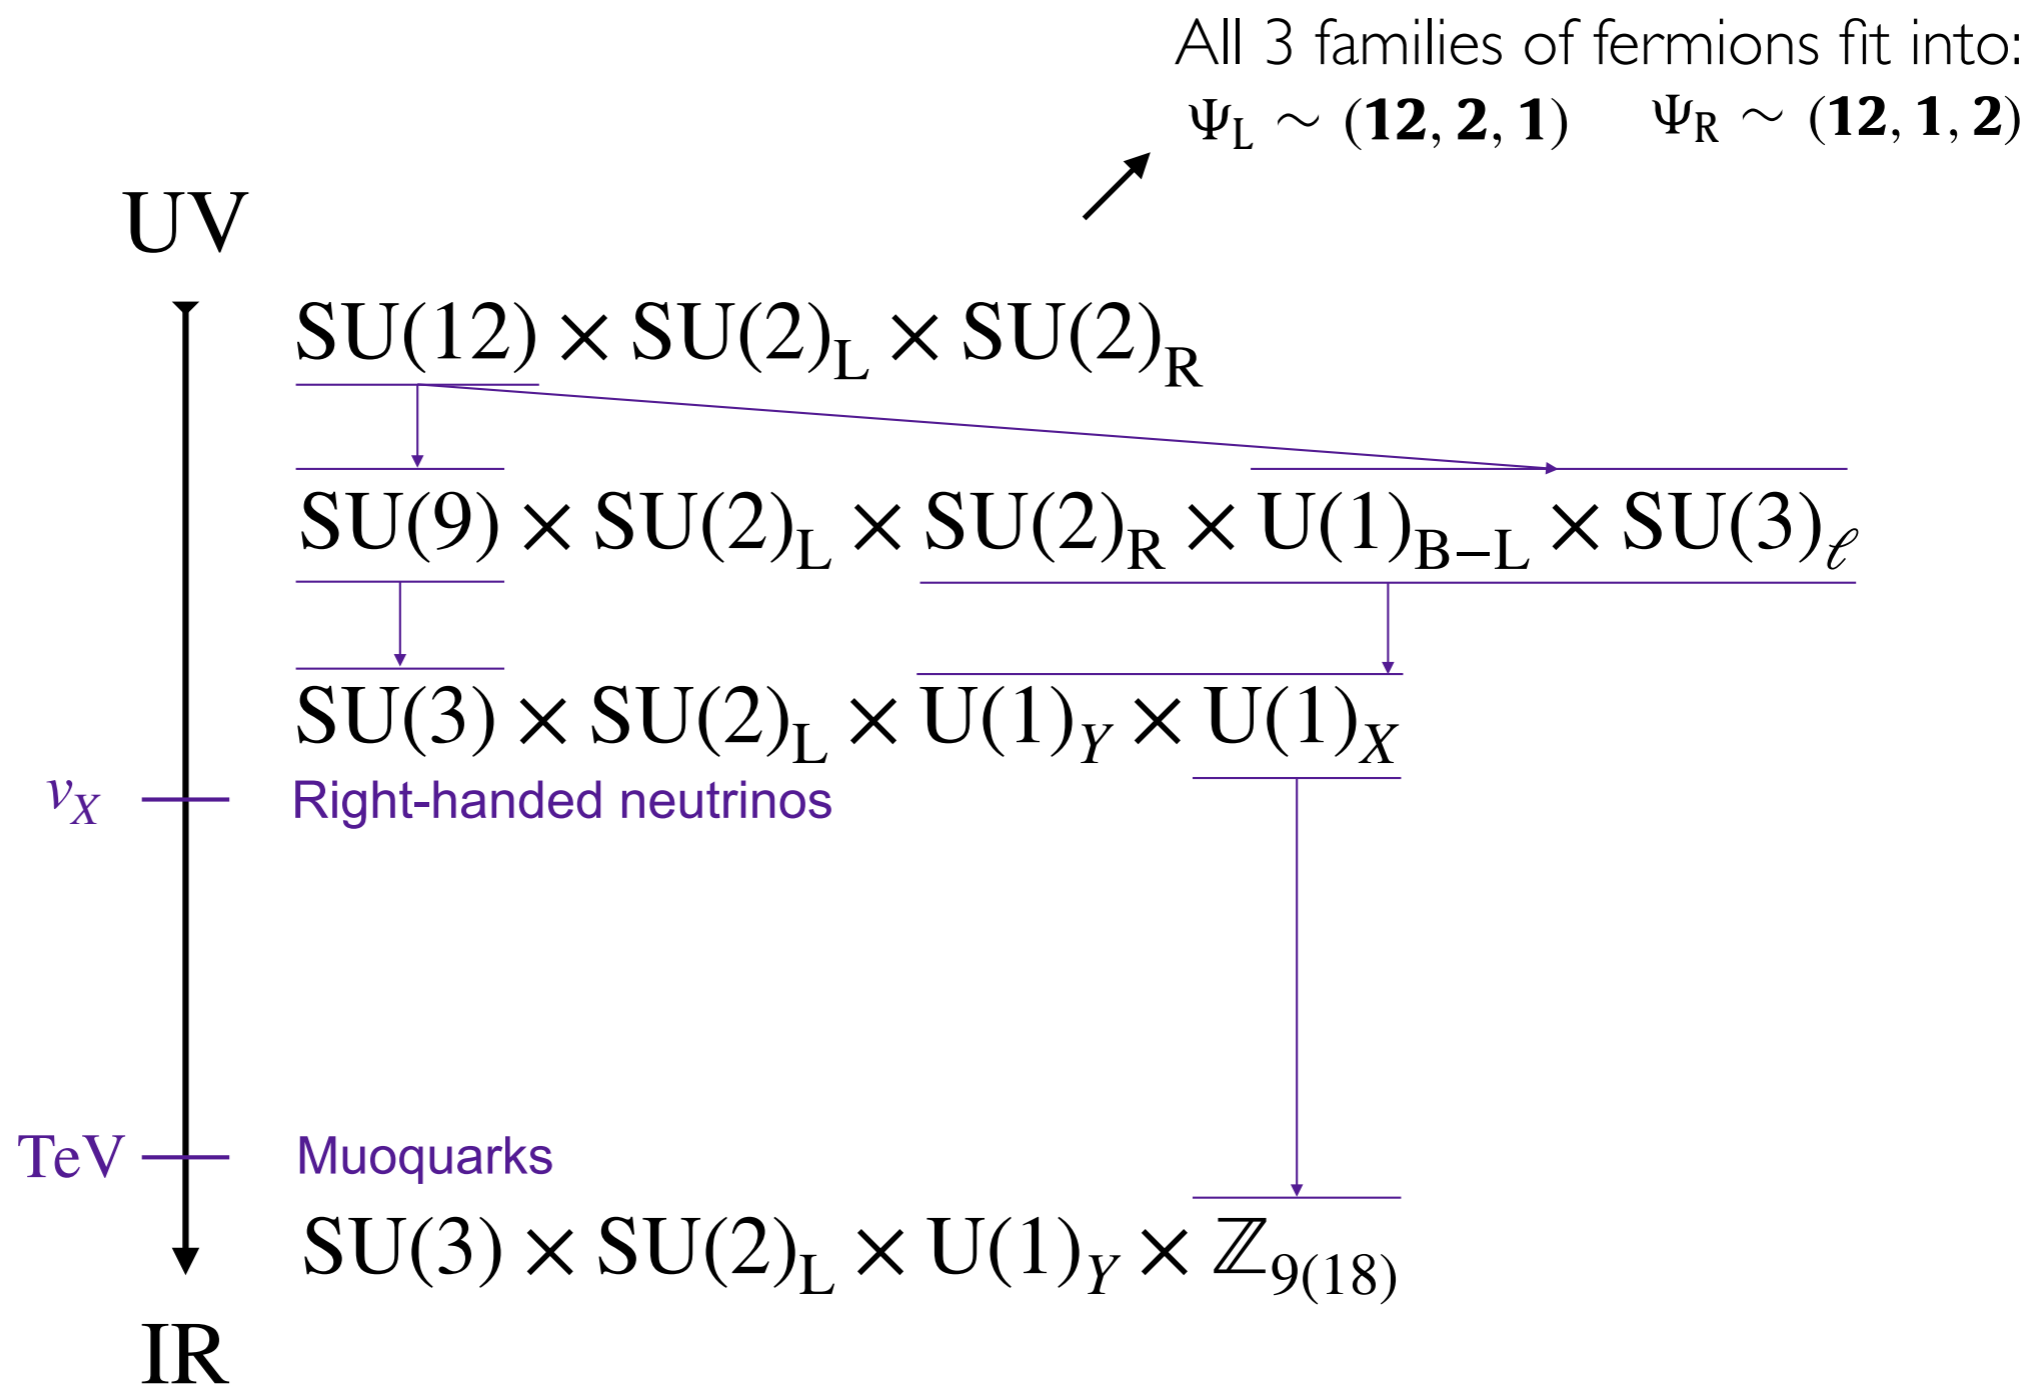 All 3 families of fermions fit into:
Ψ_L ∼ (12, 2, 1) Ψ_R ∼ (12, 1, 2)
UV
SU(12) × SU(2)_L × SU(2)_R
SU(9) × SU(2)_L × SU(2)_R × U(1)_{B−L} × SU(3)_ℓ
SU(3) × SU(2)_L × U(1)_Y × U(1)_X
v_X Right-handed neutrinos
TeV Muoquarks
SU(3) × SU(2)_L × U(1)_Y × ℤ_{9(18)}
IR